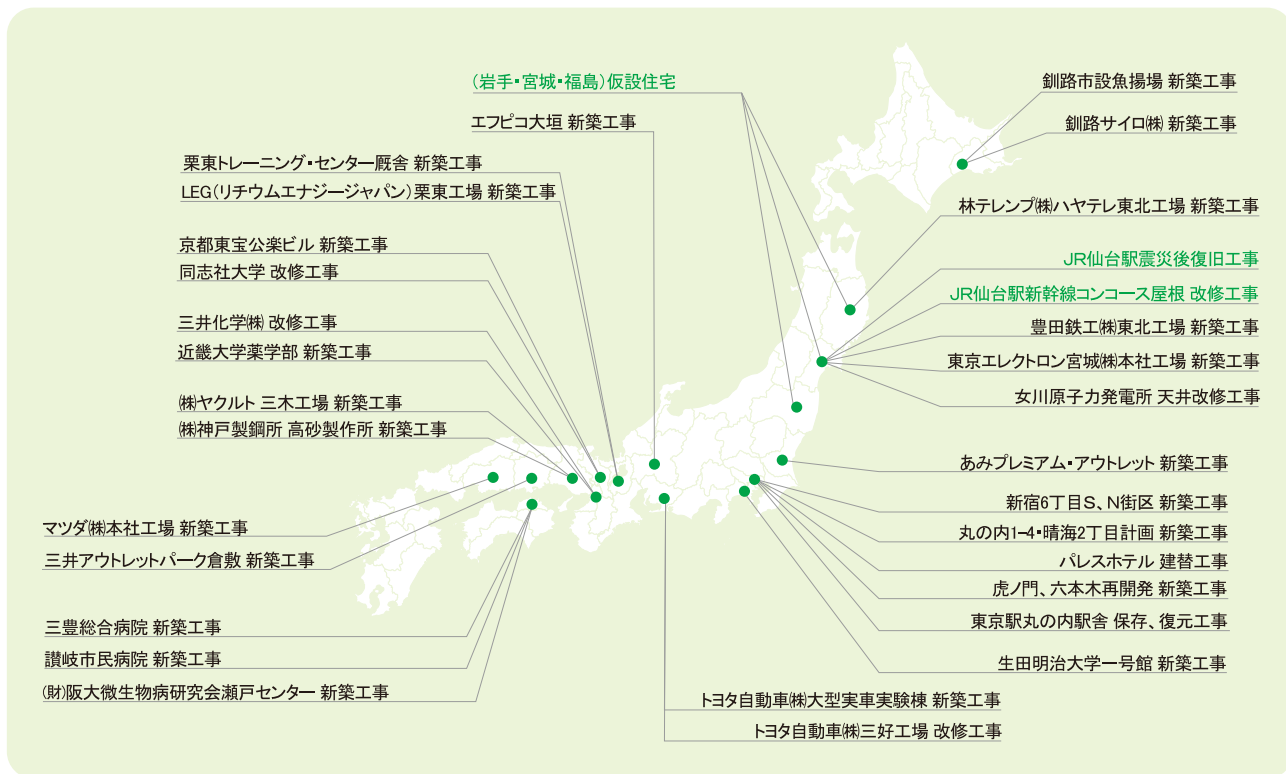 (岩手・宮城・福島)仮設住宅
エフピコ大垣 新築工事
栗東トレーニング・センター厩舎 新築工事
LEG(リチウムエナジージャパン)栗東工場 新築工事
京都東宝公楽ビル 新築工事
同志社大学 改修工事
三井化学㈱ 改修工事
近畿大学薬学部 新築工事
㈱ヤクルト 三木工場 新築工事
㈱神戸製鋼所 高砂製作所 新築工事
マツダ㈱本社工場 新築工事
三井アウトレットパーク倉敷 新築工事
三豊総合病院 新築工事
讃岐市民病院 新築工事
(財)阪大微生物病研究会瀬戸センター 新築工事
釧路市設魚揚場 新築工事
釧路サイロ㈱ 新築工事
林テレンプ㈱ハヤテレ東北工場 新築工事
JR仙台駅震災後復旧工事
JR仙台駅新幹線コンコース屋根 改修工事
豊田鉄工㈱東北工場 新築工事
東京エレクトロン宮城㈱本社工場 新築工事
女川原子力発電所 天井改修工事
あみプレミアム・アウトレット 新築工事
新宿6丁目S、N街区 新築工事
丸の内1-4・晴海2丁目計画 新築工事
パレスホテル 建替工事
虎ノ門、六本木再開発 新築工事
東京駅丸の内駅舎 保存、復元工事
生田明治大学一号館 新築工事
トヨタ自動車㈱大型実車実験棟 新築工事
トヨタ自動車㈱三好工場 改修工事